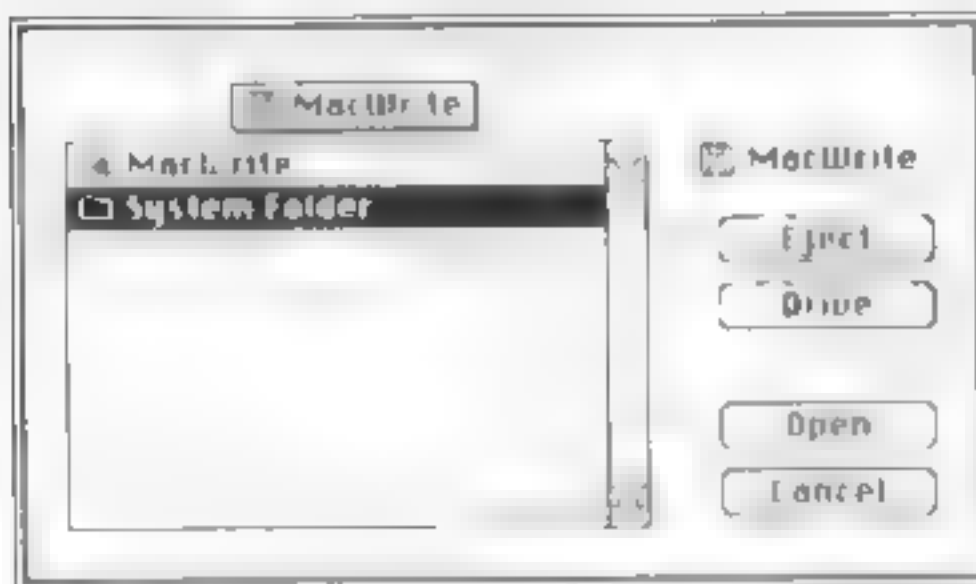 MacWrite
MacWrite
System Folder
MacWrite
Eject
Drive
Open
Cancel